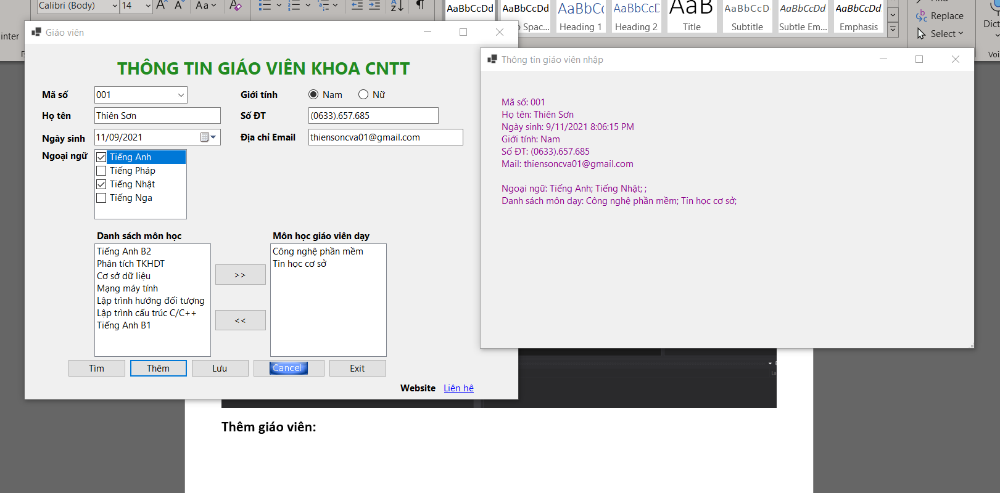 Calibri (Body)
14
Aa
AaBbCcDd
AaBbCcDd
AaBbCc
AaBbCcD
AaB
AaBbCcD
AaBbCcDd
AaBbCcDd
Spac...
Heading 1
Heading 2
Title
Subtitle
Subtle Em...
Emphasis
Replace
Select
Dict
Voi
inter
Giáo viên
THÔNG TIN GIÁO VIÊN KHOA CNTT
Mã số
001
Giới tính
Nam
Nữ
Họ tên
Thiên Sơn
Số ĐT
(0633).657.685
Ngày sinh
11/09/2021
Địa chỉ Email
thiensoncva01@gmail.com
Ngoại ngữ
Tiếng Anh
Tiếng Pháp
Tiếng Nhật
Tiếng Nga
Danh sách môn học
Môn học giáo viên dạy
Tiếng Anh B2
Phân tích TKHDT
Cơ sở dữ liệu
Mạng máy tính
Lập trình hướng đối tượng
Lập trình cấu trúc C/C++
Tiếng Anh B1
>>
<<
Công nghệ phần mềm
Tin học cơ sở
Tìm
Thêm
Lưu
Cancel
Exit
Website
Liên hê
Thông tin giáo viên nhập
Mã số: 001
Họ tên: Thiên Sơn
Ngày sinh: 9/11/2021 8:06:15 PM
Giới tính: Nam
Số ĐT: (0633).657.685
Mail: thiensoncva01@gmail.com
Ngoại ngữ: Tiếng Anh; Tiếng Nhật; ;
Danh sách môn dạy: Công nghệ phần mềm; Tin học cơ sở;
Thêm giáo viên: